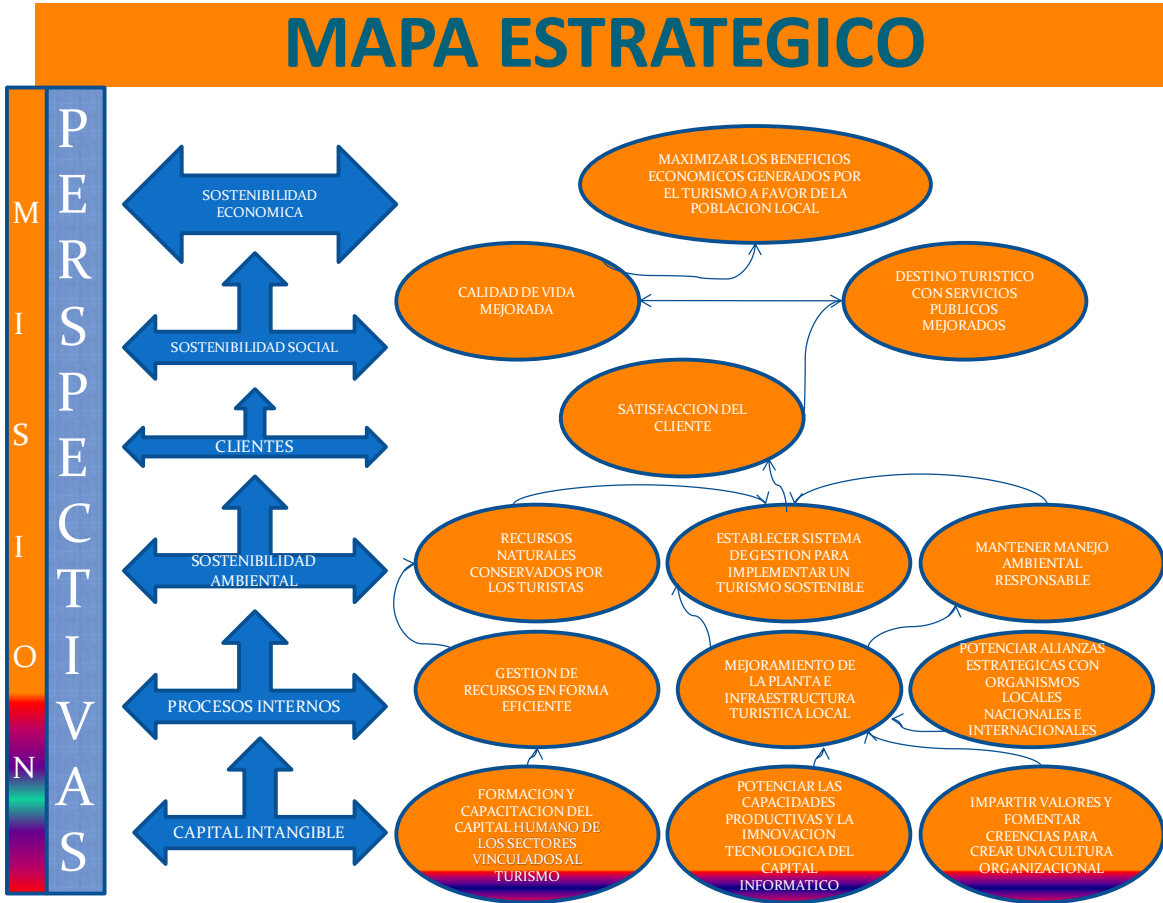 MAPA ESTRATEGICO
MISION
PERSPECTIVAS
SOSTENIBILIDAD
ECONOMICA
MAXIMIZAR LOS BENEFICIOS
ECONOMICOS GENERADOS POR
EL TURISMO A FAVOR DE LA
POBLACION LOCAL
SOSTENIBILIDAD SOCIAL
CALIDAD DE VIDA
MEJORADA
DESTINO TURISTICO
CON SERVICIOS
PUBLICOS
MEJORADOS
CLIENTES
SATISFACCION DEL
CLIENTE
SOSTENIBILIDAD
AMBIENTAL
RECURSOS
NATURALES
CONSERVADOS POR
LOS TURISTAS
ESTABLECER SISTEMA
DE GESTION PARA
IMPLEMENTAR UN
TURISMO SOSTENIBLE
MANTENER MANEJO
AMBIENTAL
RESPONSABLE
PROCESOS INTERNOS
GESTION DE
RECURSOS EN FORMA
EFICIENTE
MEJORAMIENTO DE
LA PLANTA E
INFRAESTRUCTURA
TURISTICA LOCAL
POTENCIAR ALIANZAS
ESTRATEGICAS CON
ORGANISMOS
LOCALES
NACIONALES E
INTERNACIONALES
CAPITAL INTANGIBLE
FORMACION Y
CAPACITACION DEL
CAPITAL HUMANO DE
LOS SECTORES
VINCULADOS AL
TURISMO
POTENCIAR LAS
CAPACIDADES
PRODUCTIVAS Y LA
IMNOVACION
TECNOLOGICA DEL
CAPITAL
INFORMATICO
IMPARTIR VALORES Y
FOMENTAR
CREENCIAS PARA
CREAR UNA CULTURA
ORGANIZACIONAL